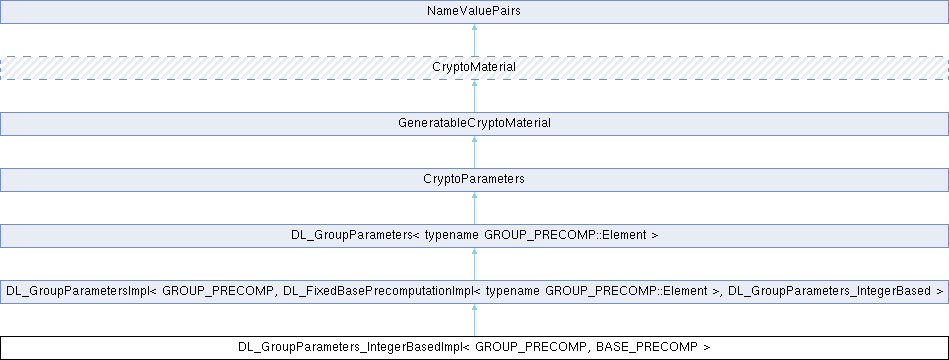 NameValuePairs
CryptoMaterial
GeneratableCryptoMaterial
CryptoParameters
DL_GroupParameters< typename GROUP_PRECOMP::Element >
DL_GroupParametersImpl< GROUP_PRECOMP, DL_FixedBasePrecomputationImpl< typename GROUP_PRECOMP::Element >, DL_GroupParameters_IntegerBased >
DL_GroupParameters_IntegerBasedImpl< GROUP_PRECOMP, BASE_PRECOMP >